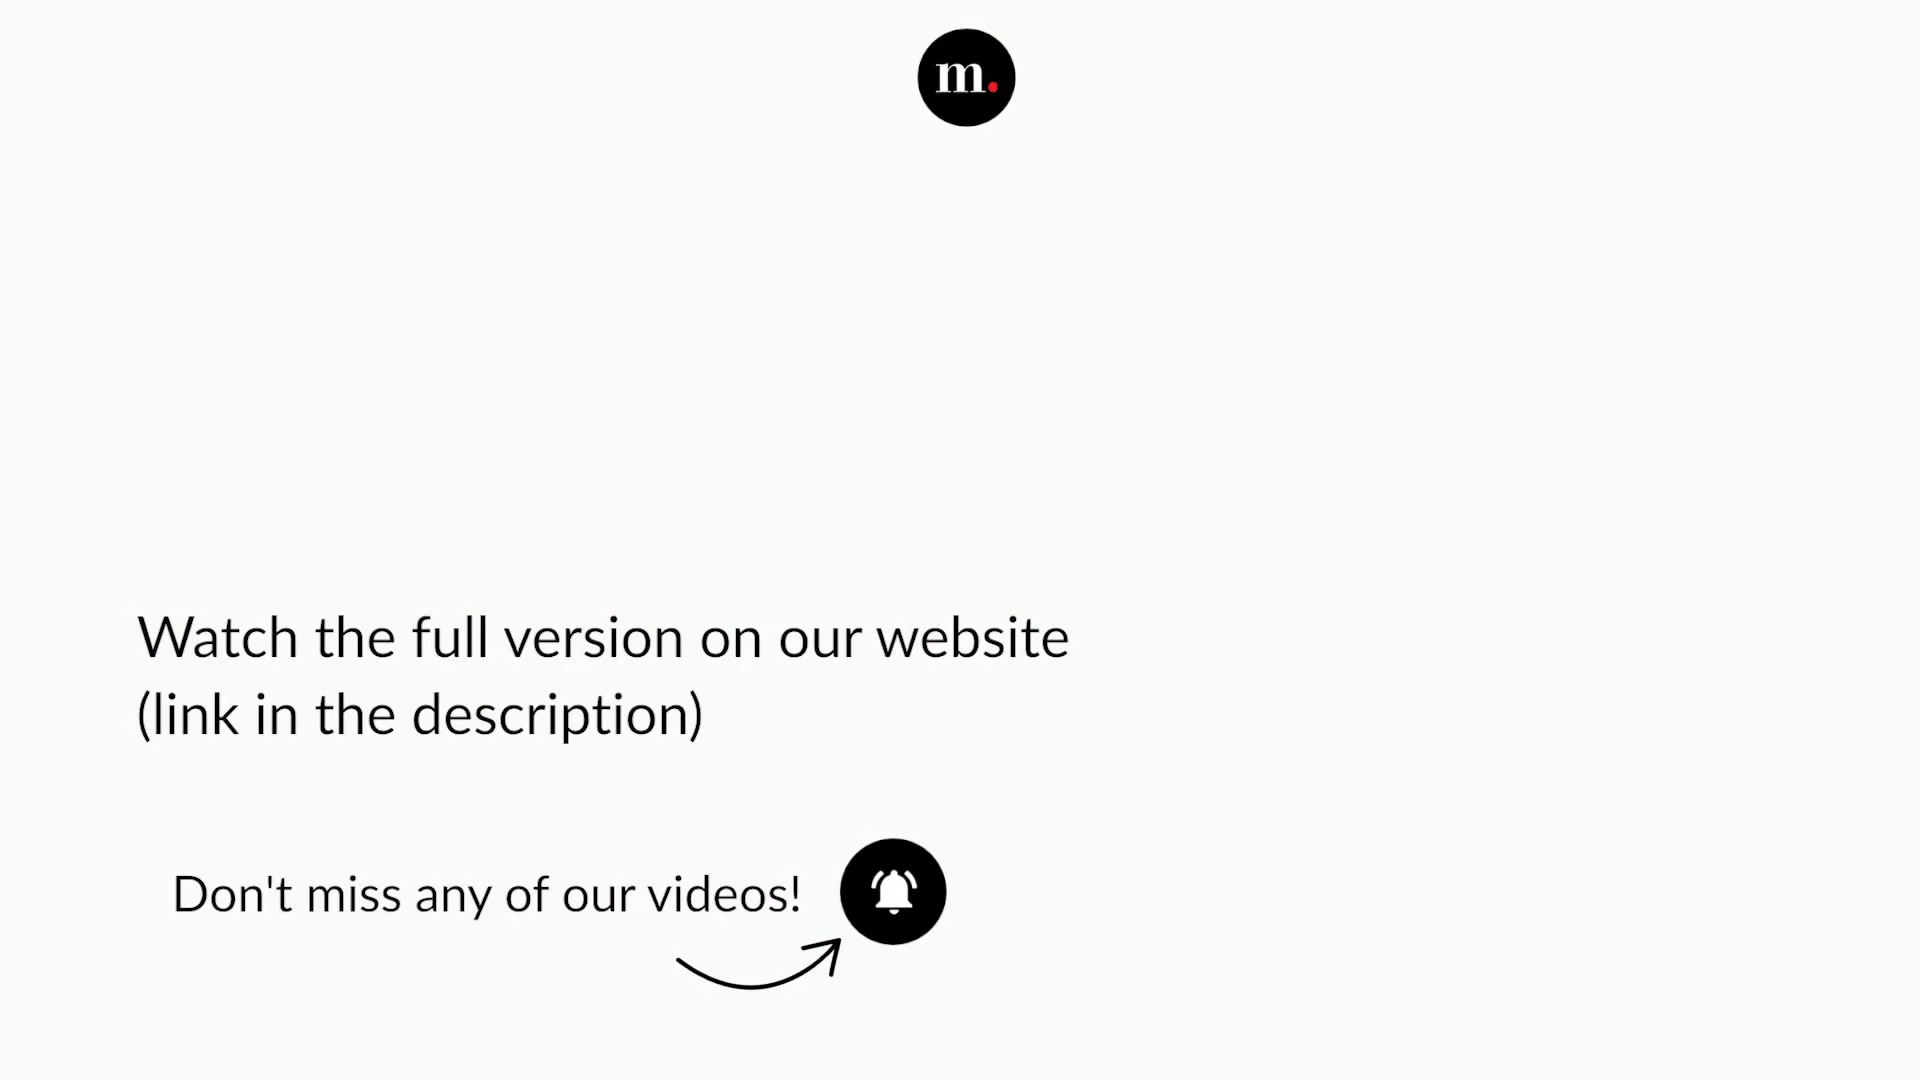 m.
Watch the full version on our website
(link in the description)
Don't miss any of our videos!